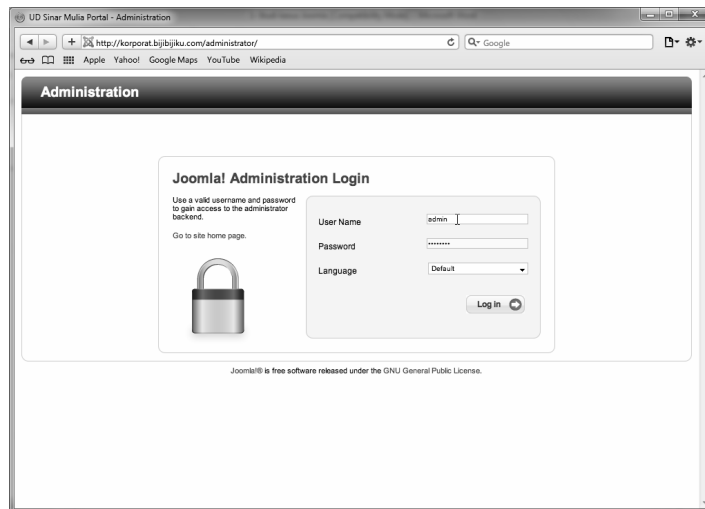 UD Sinar Mulia Portal - Administration
http://korporat.bijibijiku.com/administrator/
Google
Apple Yahoo! Google Maps YouTube Wikipedia
Administration
Joomla! Administration Login
Use a valid username and password
to gain access to the administrator
backend.
Go to site home page.
User Name
admin
Password
Language
Default
Log in
Joomla!® is free software released under the GNU General Public License.